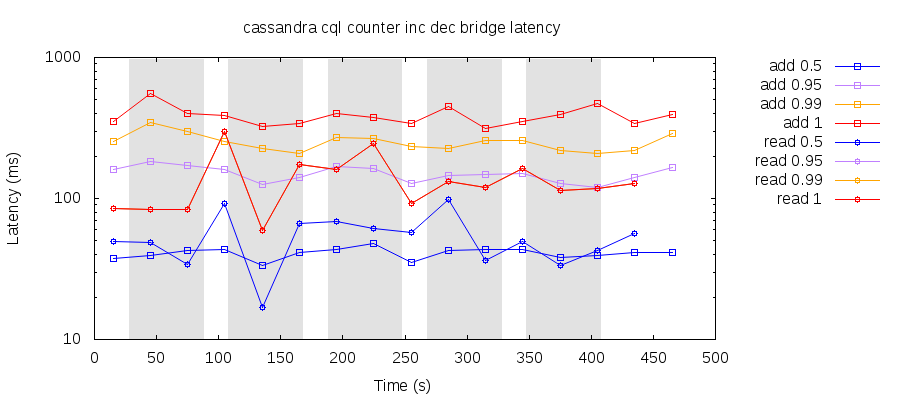 cassandra cql counter inc dec bridge latency
Latency (ms)
1000
100
10
0 50 100 150 200 250 300 350 400 450 500
Time (s)
add 0.5
add 0.95
add 0.99
add 1
read 0.5
read 0.95
read 0.99
read 1